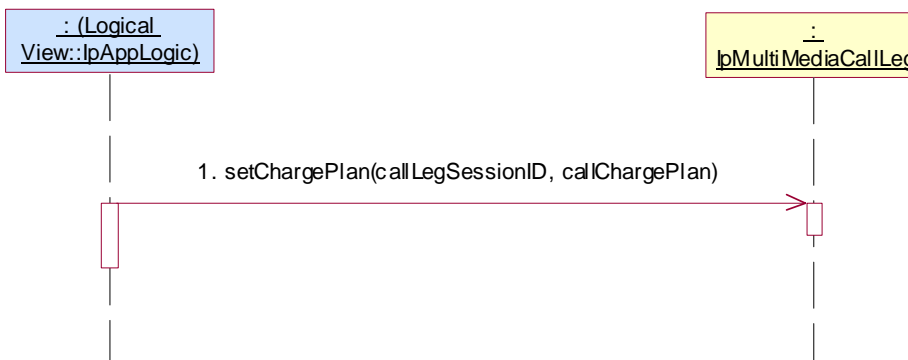 : (Logical
View::IpAppLogic)
:
IpMultiMediaCallLeg
1. setChargePlan(callLegSessionID, callChargePlan)